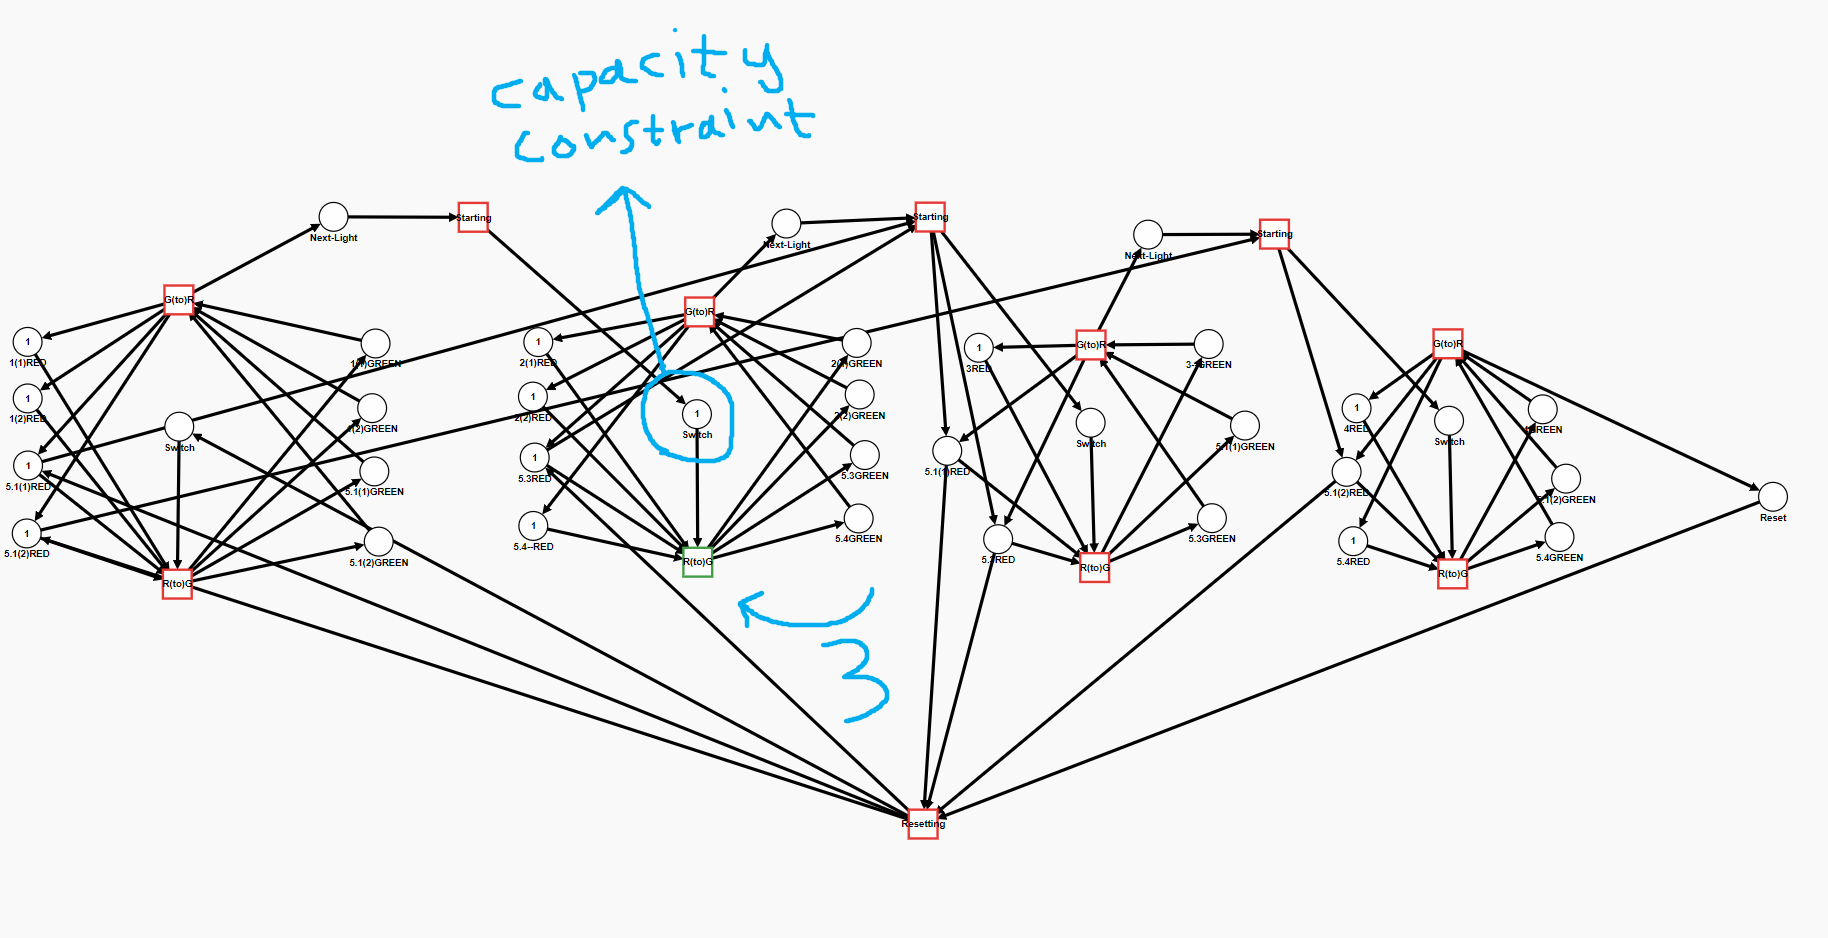 capacity
constraint
Next-Light
Starting
Next-Light
Starting
Next-Light
Starting
G(to)R
G(to)R
G(to)R
G(to)R
1
1(1)RED
1(1)GREEN
1
2(1)RED
2(1)GREEN
1
3RED
3-1GREEN
1
1(2)RED
1(2)GREEN
1
2(2)RED
2(2)GREEN
1
4RED
4GREEN
Switch
1
Switch
Switch
Switch
1
5.1(1)RED
5.1(1)GREEN
1
5.3RED
5.3GREEN
5.1(1)RED
5.1(1)GREEN
5.1(2)RED
5.1(2)GREEN
Reset
1
5.1(2)RED
5.1(2)GREEN
1
5.4--RED
5.4GREEN
5.3RED
5.3GREEN
1
5.4RED
5.4GREEN
R(to)G
R(to)G
R(to)G
R(to)G
3
Resetting